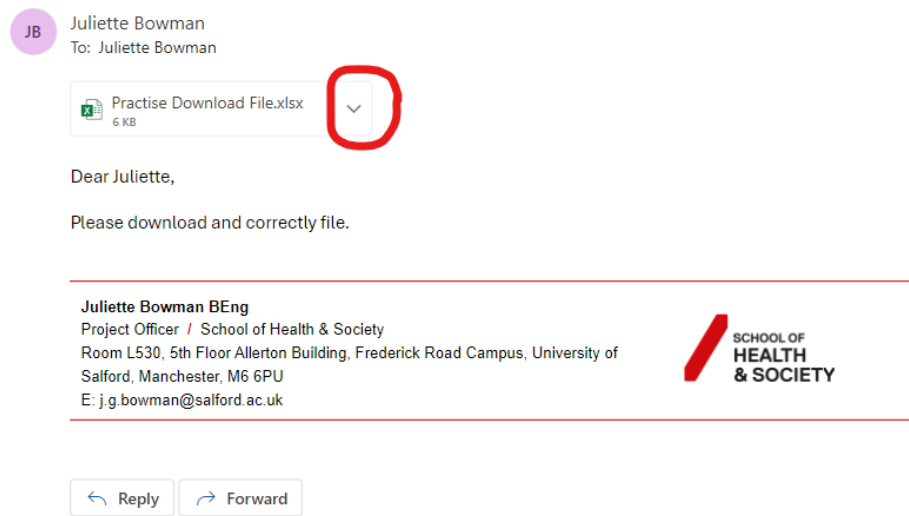 JB
Juliette Bowman
To: Juliette Bowman
Practise Download File.xlsx
6 KB
Dear Juliette,
Please download and correctly file.
Juliette Bowman BEng
Project Officer / School of Health & Society
Room L530, 5th Floor Allerton Building, Frederick Road Campus, University of
Salford, Manchester, M6 6PU
E: j.g.bowman@salford.ac.uk
SCHOOL OF
HEALTH
& SOCIETY
Reply
Forward